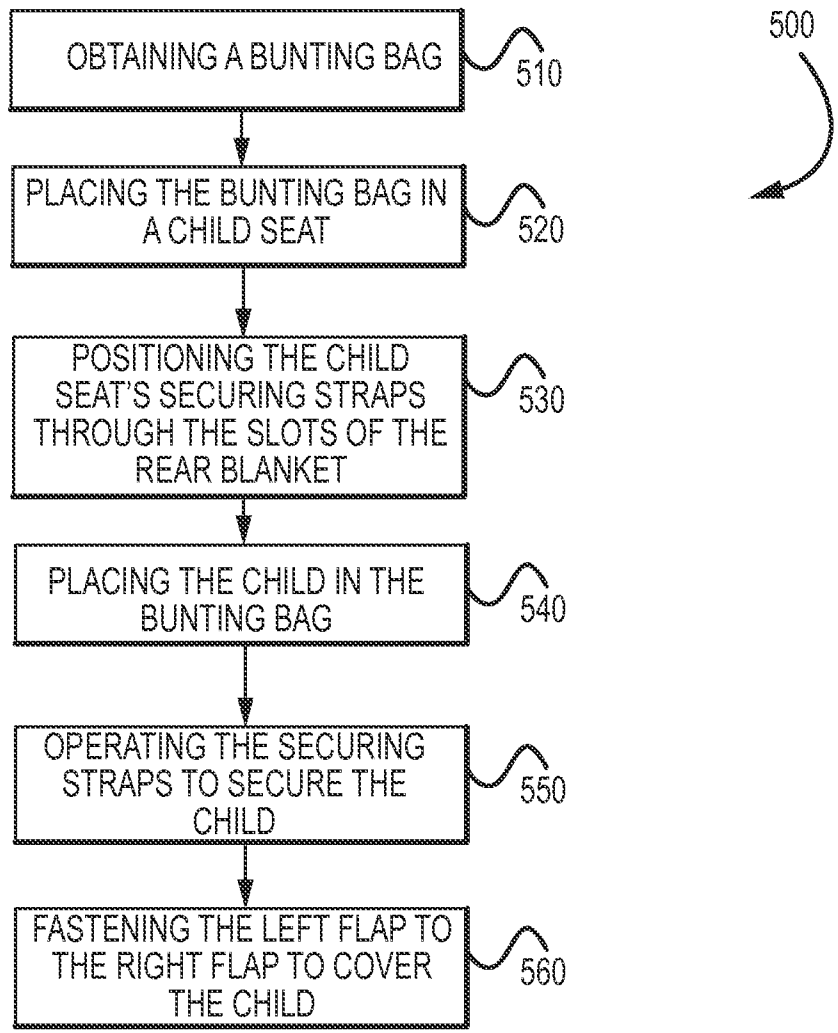 500
OBTAINING A BUNTING BAG
510
PLACING THE BUNTING BAG IN
A CHILD SEAT
520
POSITIONING THE CHILD
SEAT'S SECURING STRAPS
THROUGH THE SLOTS OF THE
REAR BLANKET
530
PLACING THE CHILD IN THE
BUNTING BAG
540
OPERATING THE SECURING
STRAPS TO SECURE THE
CHILD
550
FASTENING THE LEFT FLAP TO
THE RIGHT FLAP TO COVER
THE CHILD
560